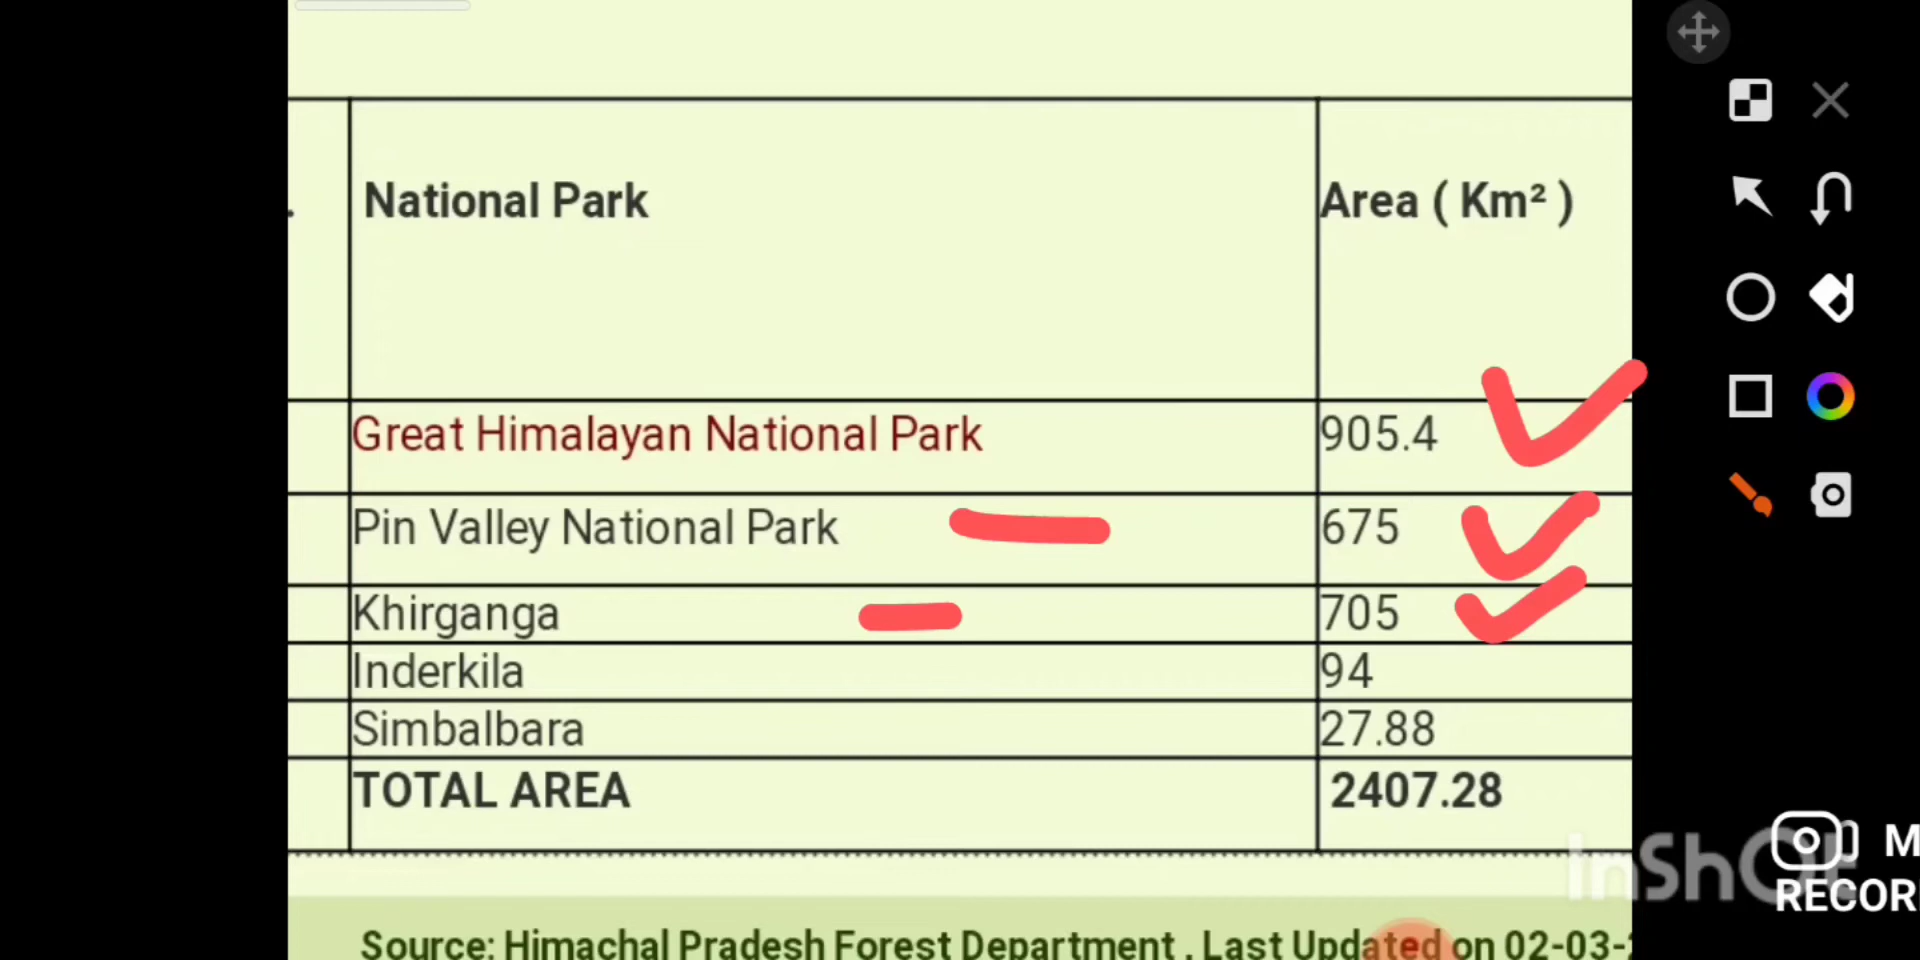 National Park Area ( Km² )
Great Himalayan National Park 905.4
Pin Valley National Park 675
Khirganga 705
Inderkila 94
Simbalbara 27.88
TOTAL AREA 2407.28
InShOt
M
RECOR
Source: Himachal Pradesh Forest Department , Last Updated on 02-03-